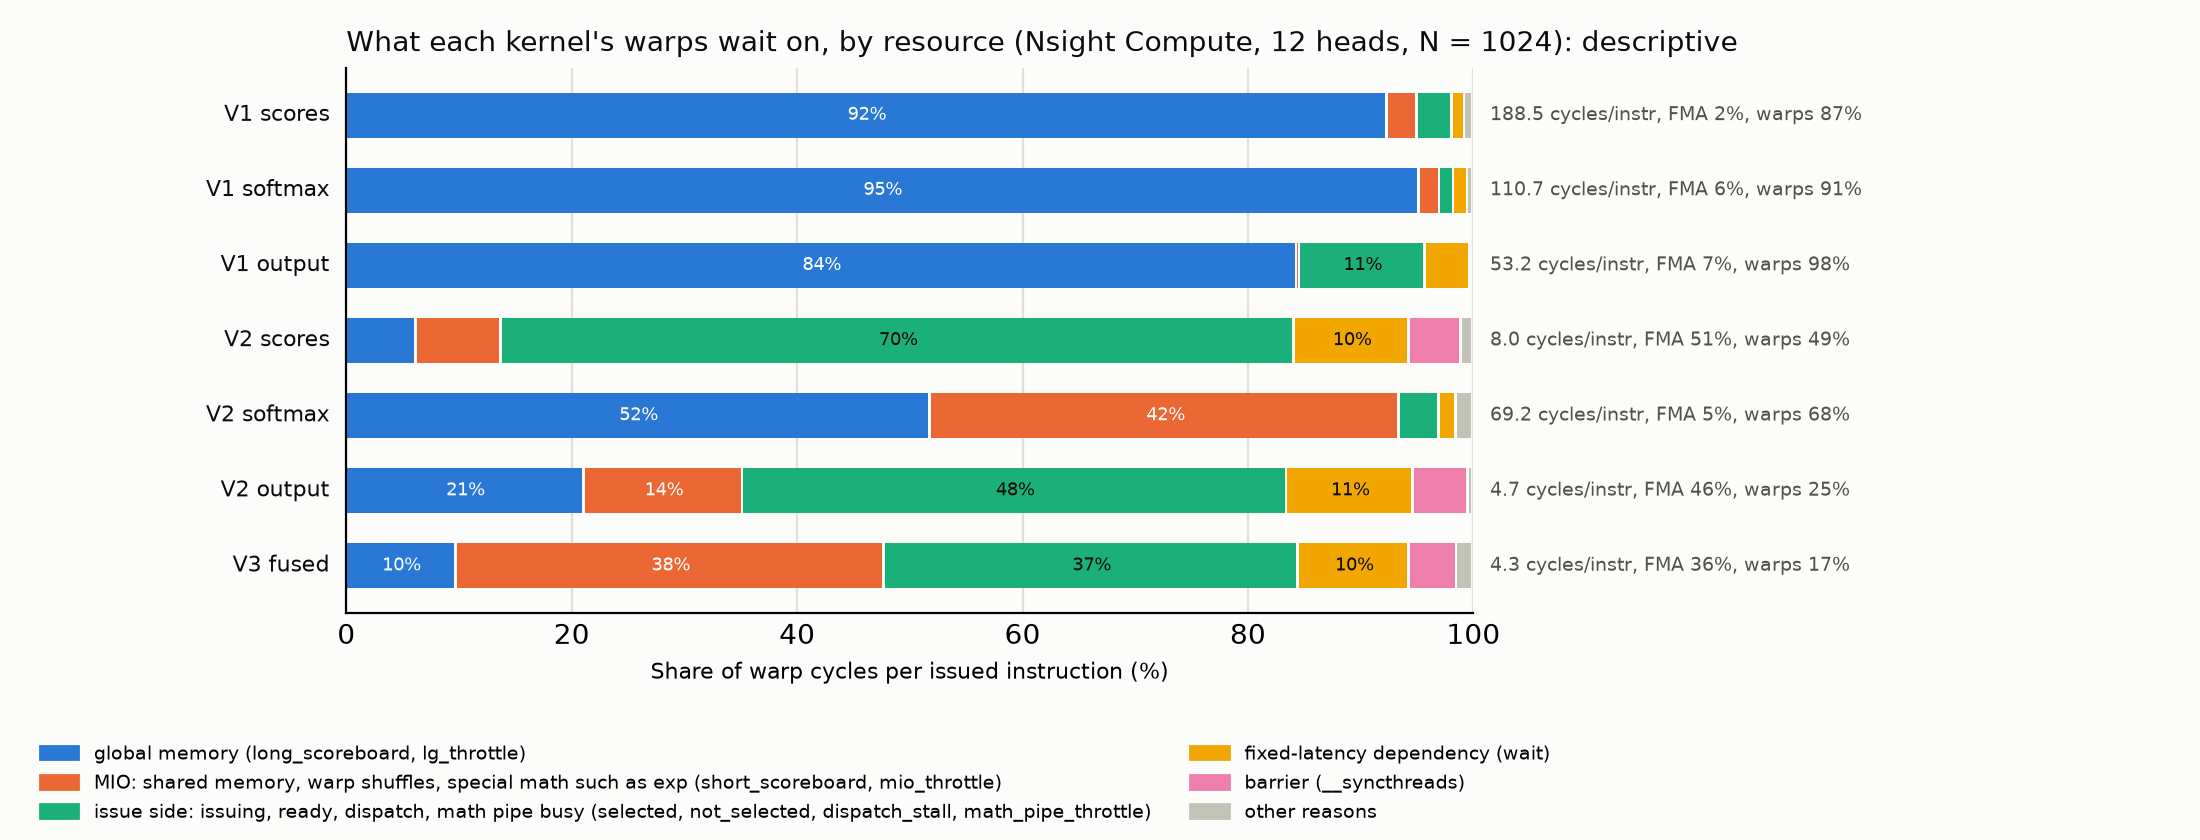 What each kernel's warps wait on, by resource (Nsight Compute, 12 heads, N = 1024): descriptive
V1 scores 92% 188.5 cycles/instr, FMA 2%, warps 87%
V1 softmax 95% 110.7 cycles/instr, FMA 6%, warps 91%
V1 output 84% 11% 53.2 cycles/instr, FMA 7%, warps 98%
V2 scores 70% 10% 8.0 cycles/instr, FMA 51%, warps 49%
V2 softmax 52% 42% 69.2 cycles/instr, FMA 5%, warps 68%
V2 output 21% 14% 48% 11% 4.7 cycles/instr, FMA 46%, warps 25%
V3 fused 10% 38% 37% 10% 4.3 cycles/instr, FMA 36%, warps 17%
0 20 40 60 80 100
Share of warp cycles per issued instruction (%)
global memory (long_scoreboard, lg_throttle)
MIO: shared memory, warp shuffles, special math such as exp (short_scoreboard, mio_throttle)
issue side: issuing, ready, dispatch, math pipe busy (selected, not_selected, dispatch_stall, math_pipe_throttle)
fixed-latency dependency (wait)
barrier (__syncthreads)
other reasons